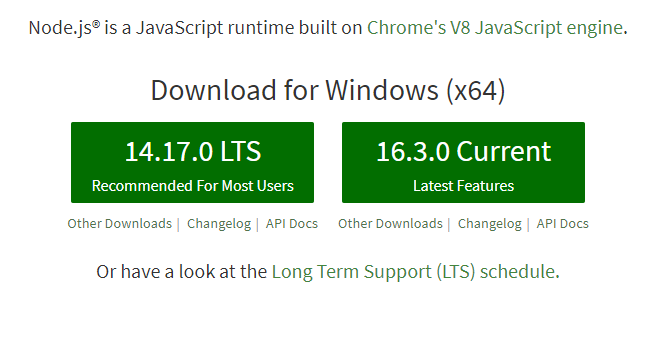 Node.js® is a JavaScript runtime built on Chrome's V8 JavaScript engine.
Download for Windows (x64)
14.17.0 LTS
Recommended For Most Users
Other Downloads | Changelog | API Docs
16.3.0 Current
Latest Features
Other Downloads | Changelog | API Docs
Or have a look at the Long Term Support (LTS) schedule.